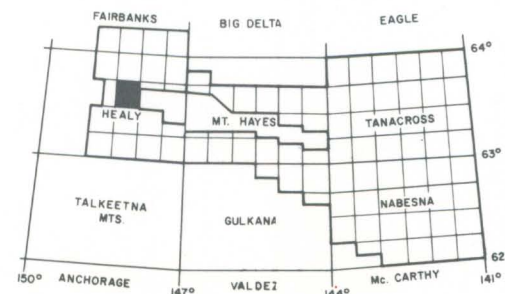 FAIRBANKS BIG DELTA EAGLE
64°
HEALY MT. HAYES TANACROSS
63°
TALKEETNA MTS. GULKANA NABESNA
62
150° 147° 144° 141°
ANCHORAGE VALDEZ Mc. CARTHY